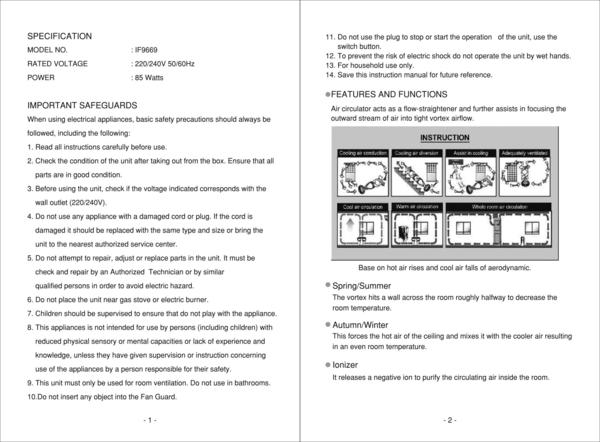 SPECIFICATION
MODEL NO. : IF9669
RATED VOLTAGE : 220/240V 50/60Hz
POWER : 85 Watts
IMPORTANT SAFEGUARDS
When using electrical appliances, basic safety precautions should always be
followed, including the following:
1. Read all instructions carefully before use.
2. Check the condition of the unit after taking out from the box. Ensure that all
parts are in good condition.
3. Before using the unit, check if the voltage indicated corresponds with the
wall outlet (220/240V).
4. Do not use any appliance with a damaged cord or plug. If the cord is
damaged it should be replaced with the same type and size or bring the
unit to the nearest authorized service center.
5. Do not attempt to repair, adjust or replace parts in the unit. It must be
check and repair by an Authorized Technician or by similar
qualified persons in order to avoid electric hazard.
6. Do not place the unit near gas stove or electric burner.
7. Children should be supervised to ensure that do not play with the appliance.
8. This appliances is not intended for use by persons (including children) with
reduced physical sensory or mental capacities or lack of experience and
knowledge, unless they have given supervision or instruction concerning
use of the appliances by a person responsible for their safety.
9. This unit must only be used for room ventilation. Do not use in bathrooms.
10.Do not insert any object into the Fan Guard.
- 1 -
11. Do not use the plug to stop or start the operation of the unit, use the
switch button.
12. To prevent the risk of electric shock do not operate the unit by wet hands.
13. For household use only.
14. Save this instruction manual for future reference.
FEATURES AND FUNCTIONS
Air circulator acts as a flow-straightener and further assists in focusing the
outward stream of air into tight vortex airflow.
INSTRUCTION
Cooling air conduction Cooling air diversion Assist in cooling Adequately ventilated
Cool air circulation Warm air circulation Whole room air circulation
Base on hot air rises and cool air falls of aerodynamic.
Spring/Summer
The vortex hits a wall across the room roughly halfway to decrease the
room temperature.
Autumn/Winter
This forces the hot air of the ceiling and mixes it with the cooler air resulting
in an even room temperature.
Ionizer
It releases a negative ion to purify the circulating air inside the room.
- 2 -